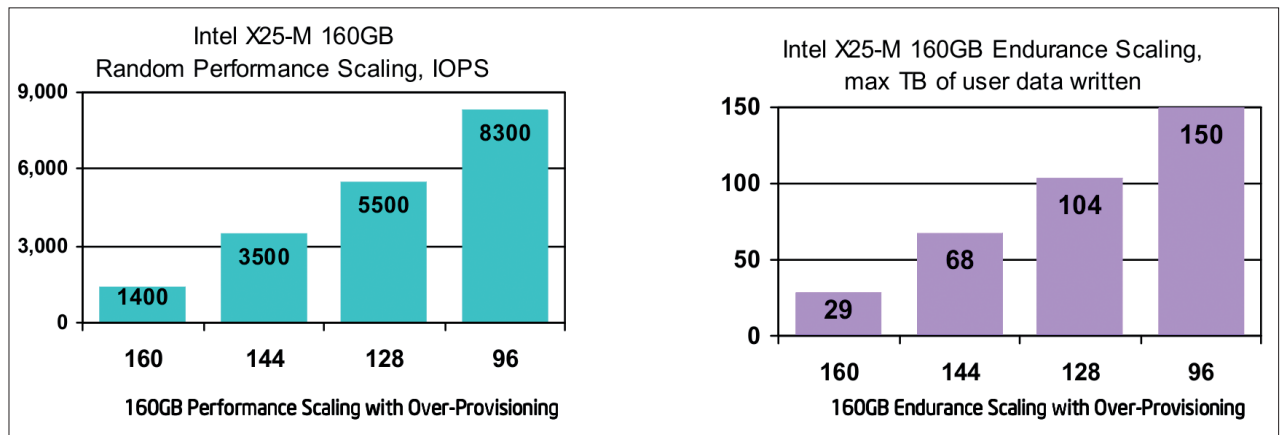 Intel X25-M 160GB
Random Performance Scaling, IOPS
9,000
6,000
3,000
0
8300
5500
3500
1400
160 144 128 96
160GB Performance Scaling with Over-Provisioning
Intel X25-M 160GB Endurance Scaling,
max TB of user data written
150
100
50
0
150
104
68
29
160 144 128 96
160GB Endurance Scaling with Over-Provisioning